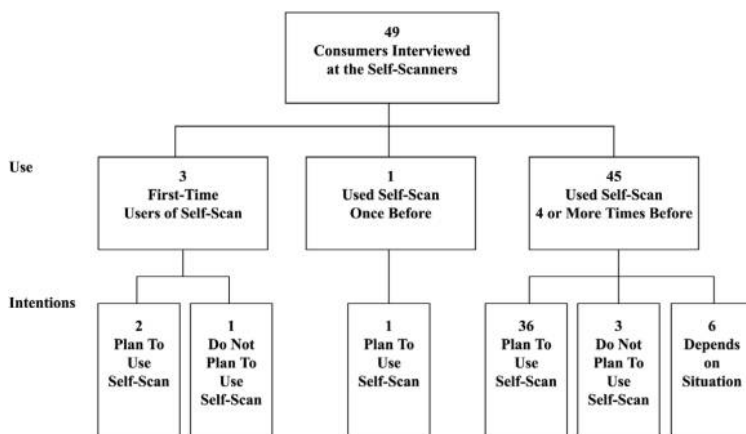 49
Consumers Interviewed
at the Self-Scanners
Use
3
First-Time
Users of Self-Scan
1
Used Self-Scan
Once Before
45
Used Self-Scan
4 or More Times Before
Intentions
2
Plan To
Use
Self-Scan
1
Do Not
Plan To
Use
Self-Scan
1
Plan To
Use
Self-Scan
36
Plan To
Use
Self-Scan
3
Do Not
Plan To
Use
Self-Scan
6
Depends
on
Situation